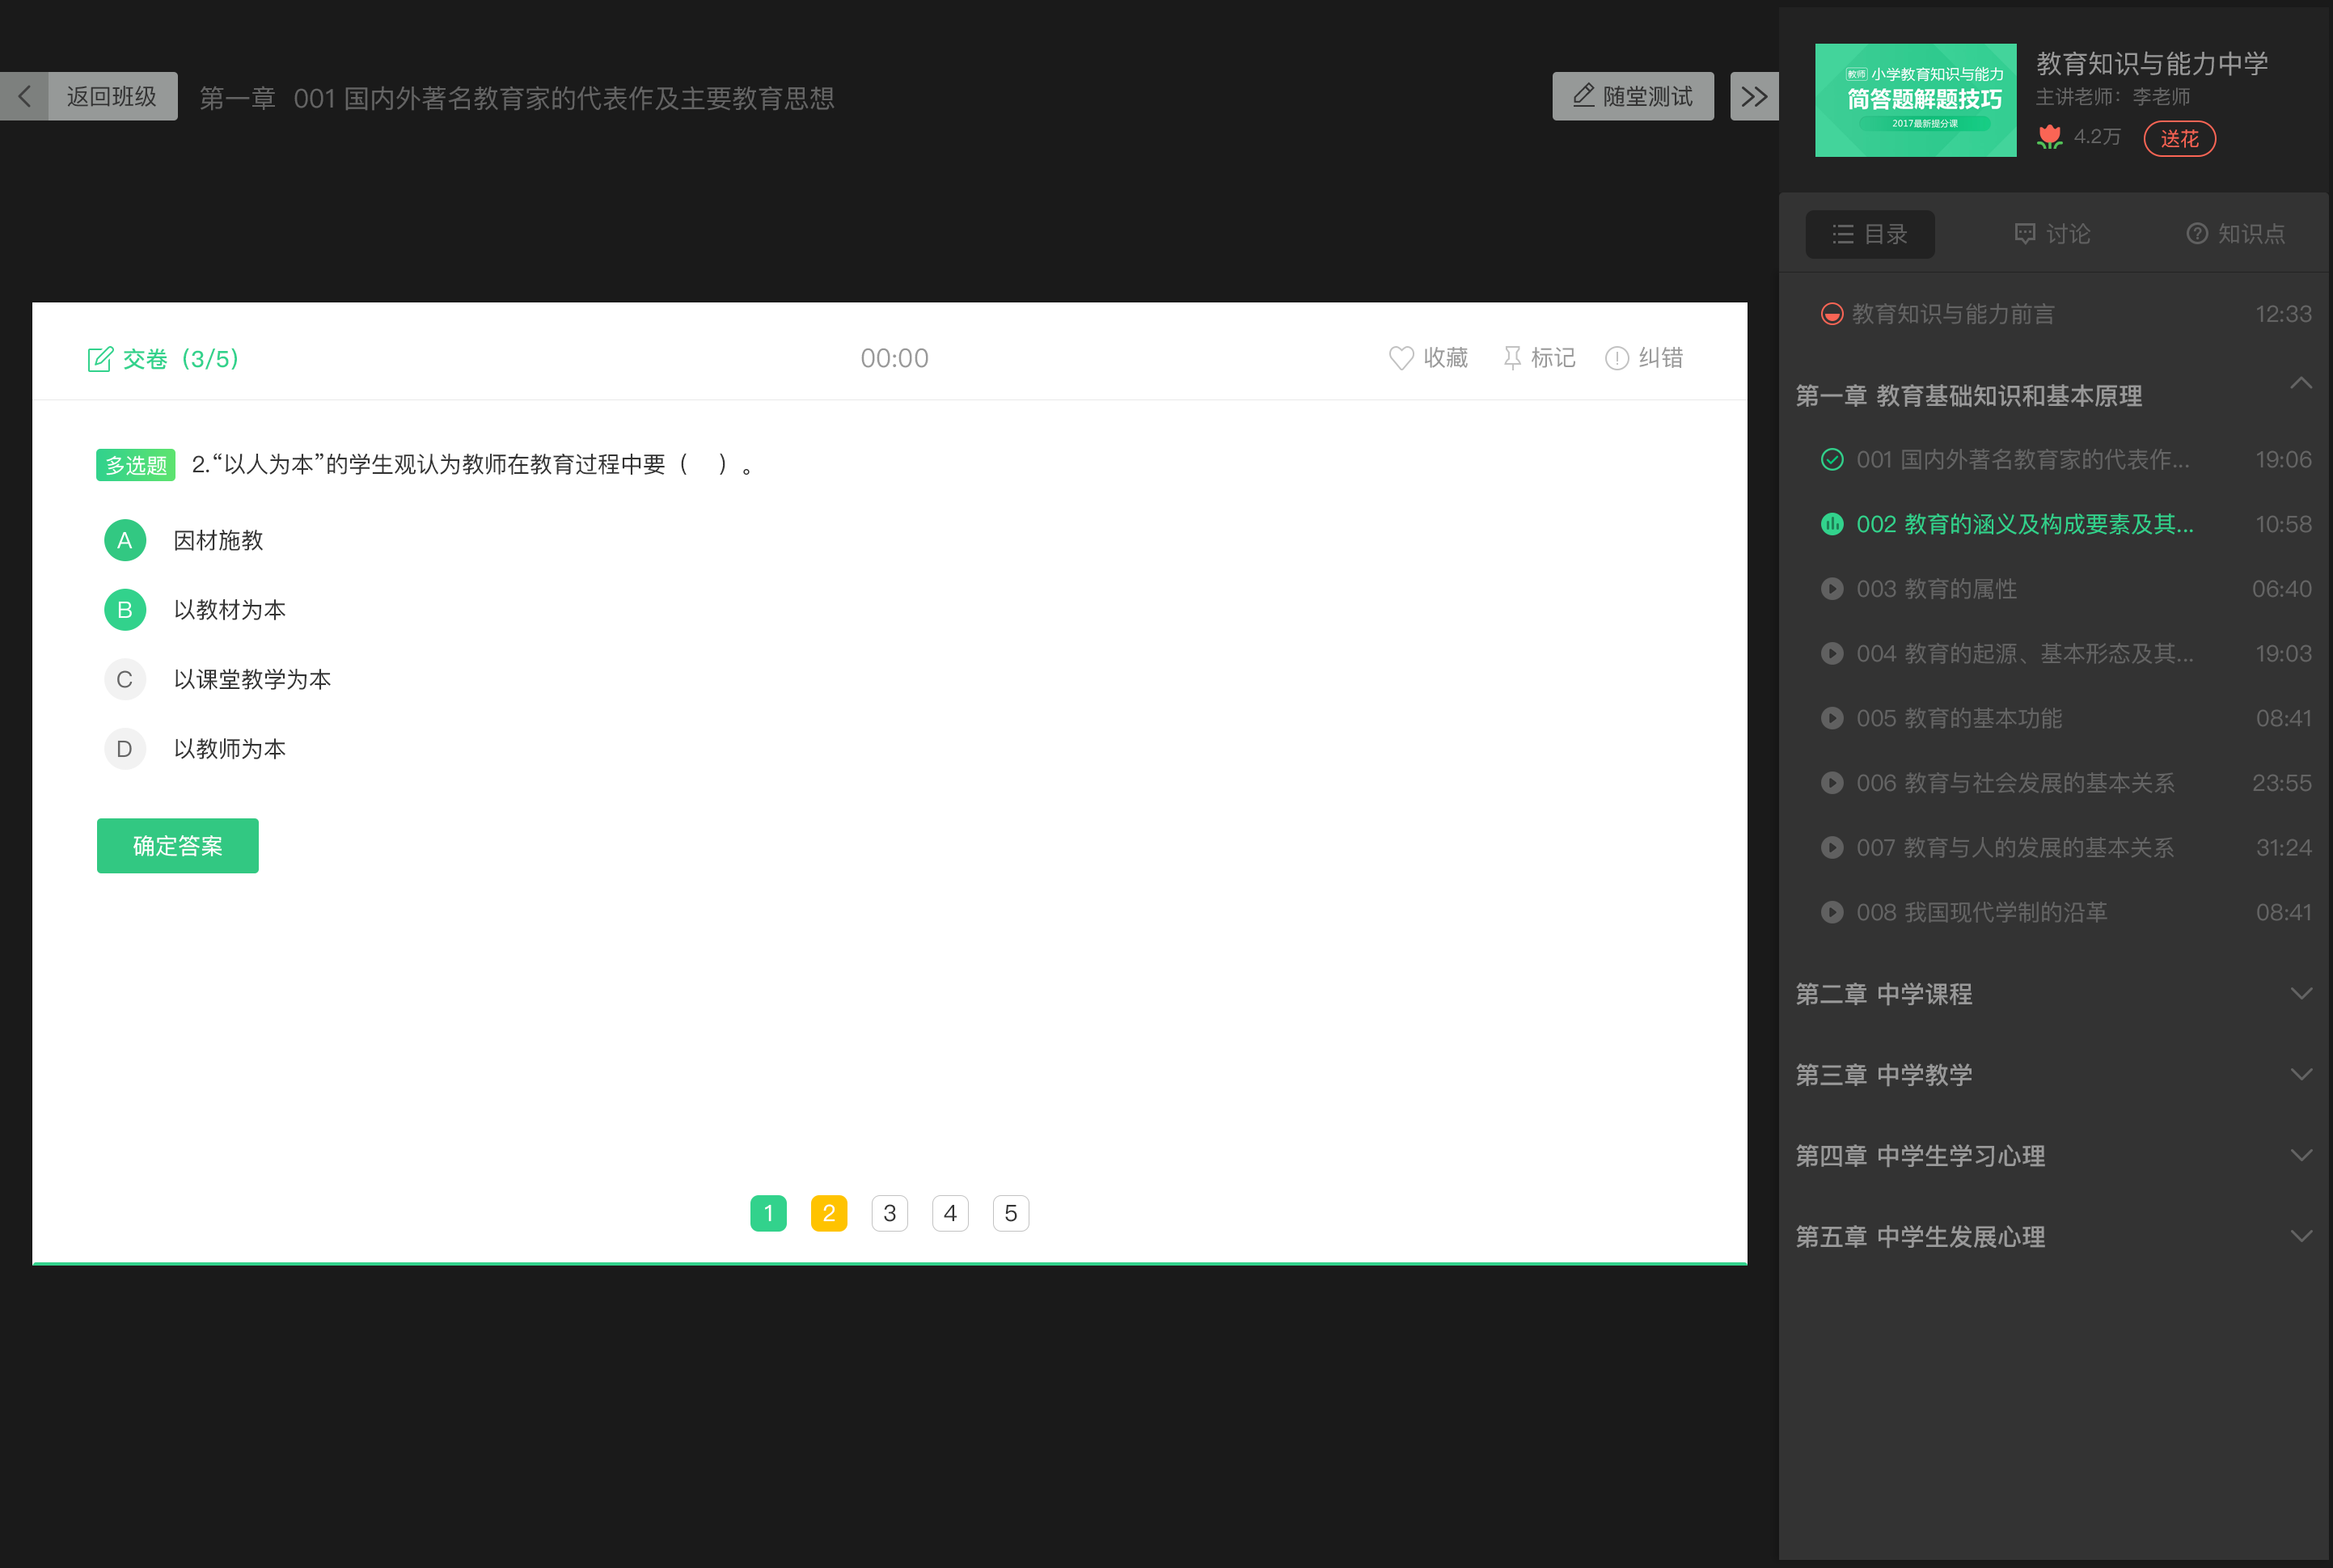 返回班级
第一章 001 国内外著名教育家的代表作及主要教育思想
随堂测试
教师 小学教育知识与能力
简答题解题技巧
2017最新提分课
教育知识与能力中学
主讲老师：李老师
4.2万 送花
目录 讨论 知识点
教育知识与能力前言 12:33
第一章 教育基础知识和基本原理
001 国内外著名教育家的代表作... 19:06
002 教育的涵义及构成要素及其... 10:58
003 教育的属性 06:40
004 教育的起源、基本形态及其... 19:03
005 教育的基本功能 08:41
006 教育与社会发展的基本关系 23:55
007 教育与人的发展的基本关系 31:24
008 我国现代学制的沿革 08:41
第二章 中学课程
第三章 中学教学
第四章 中学生学习心理
第五章 中学生发展心理
交卷（3/5） 00:00 收藏 标记 纠错
多选题 2.“以人为本”的学生观认为教师在教育过程中要（ ）。
A 因材施教
B 以教材为本
C 以课堂教学为本
D 以教师为本
确定答案
1 2 3 4 5